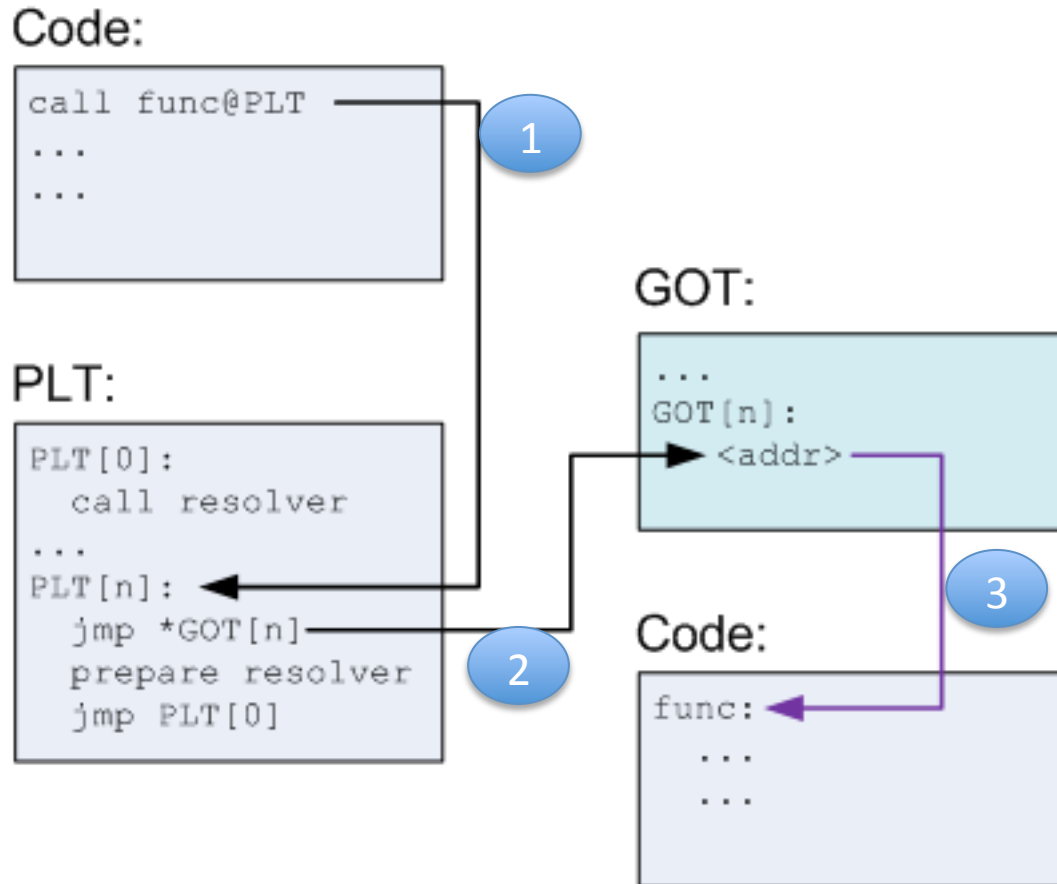 Code:
call func@PLT
...
...
1
PLT:
PLT[0]:
call resolver
...
PLT[n]:
jmp *GOT[n]
prepare resolver
jmp PLT[0]
2
GOT:
...
GOT[n]:
<addr>
3
Code:
func:
...
...